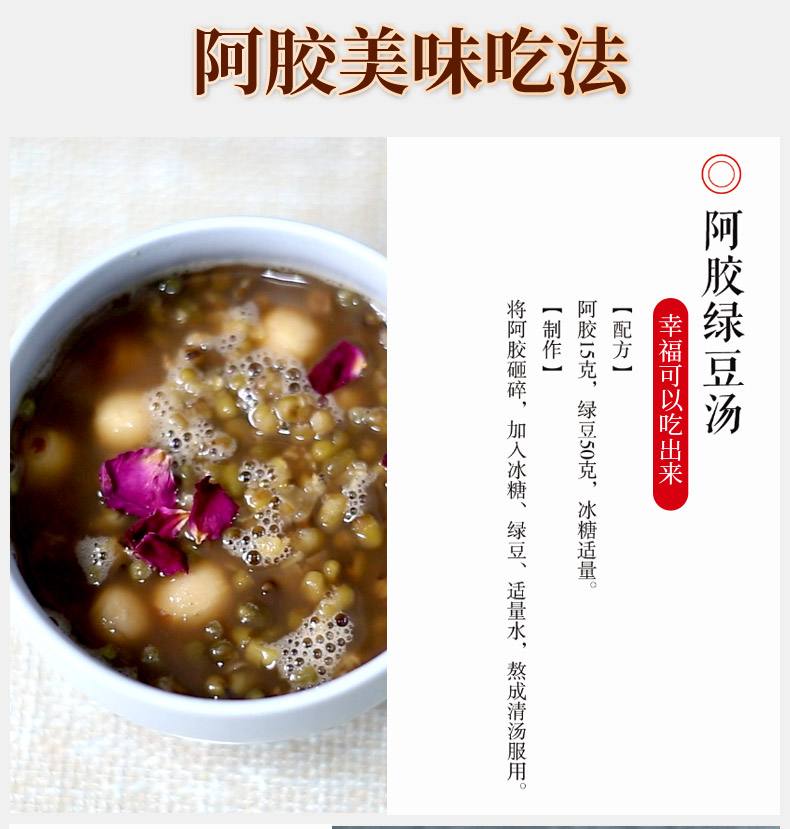 阿胶美味吃法
阿胶绿豆汤
幸福可以吃出来
【配方】
阿胶15克，绿豆50克，冰糖适量。
【制作】
将阿胶砸碎，加入冰糖、绿豆、适量水，熬成清汤服用。